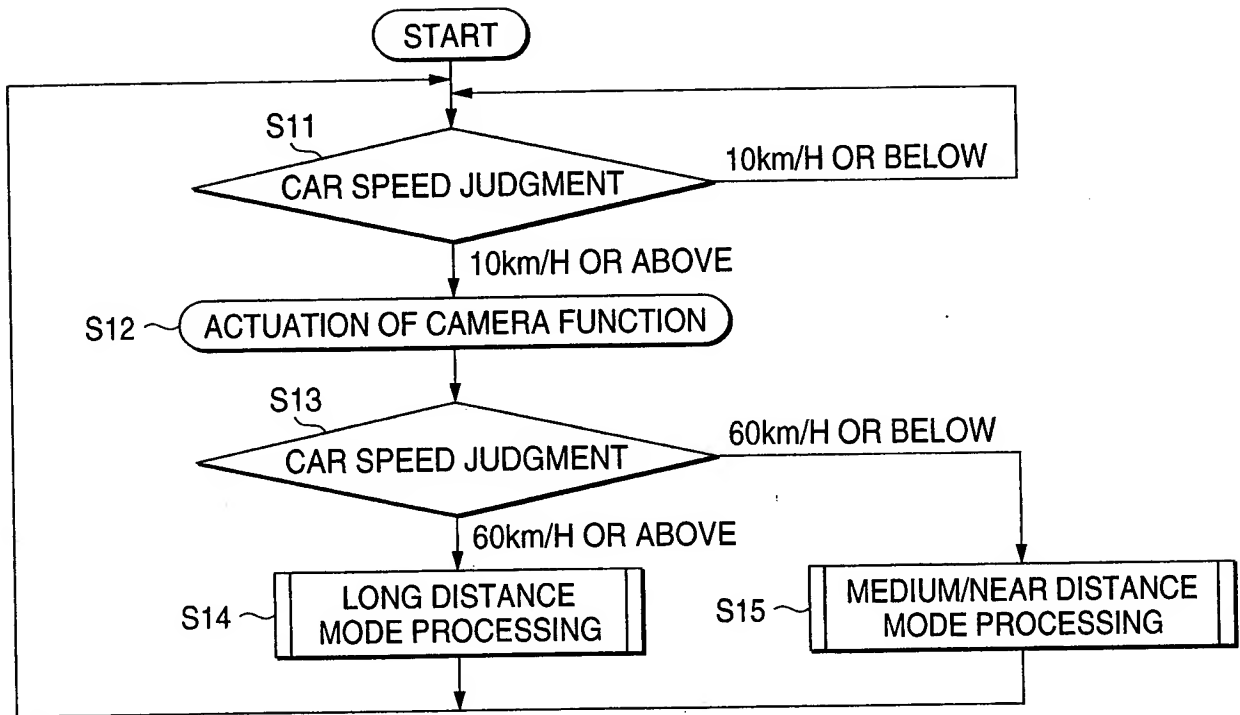 START
S11
CAR SPEED JUDGMENT
10km/H OR BELOW
10km/H OR ABOVE
S12
ACTUATION OF CAMERA FUNCTION
S13
CAR SPEED JUDGMENT
60km/H OR BELOW
60km/H OR ABOVE
S14
LONG DISTANCE
MODE PROCESSING
S15
MEDIUM/NEAR DISTANCE
MODE PROCESSING